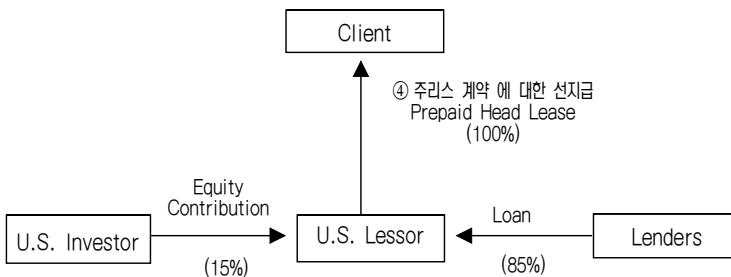 Client
④ 주리스 계약 에 대한 선지급
Prepaid Head Lease
(100%)
Equity
Contribution
U.S. Investor
(15%)
U.S. Lessor
Loan
(85%)
Lenders